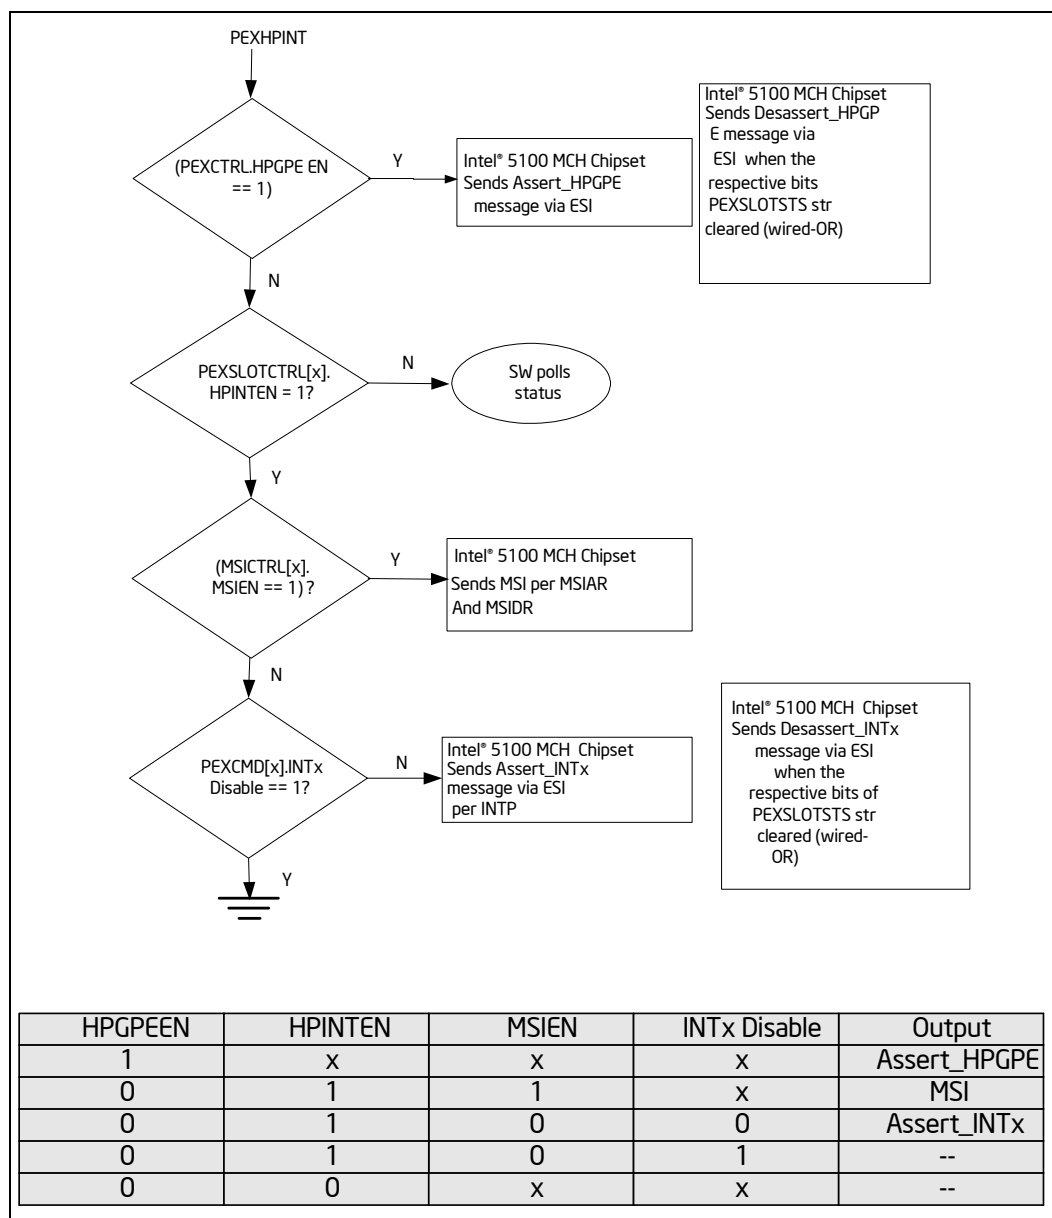 PEXHPINT
(PEXCTRL.HPGPE EN
== 1)
Y
Intel® 5100 MCH Chipset
Sends Assert_HPGPE
message via ESI
Intel® 5100 MCH Chipset
Sends Desassert_HPGP
E message via
ESI when the
respective bits
PEXSLOTSTS str
cleared (wired-OR)
N
PEXSLOTCTRL[x].
HPINTEN = 1?
N
SW polls
status
Y
(MSICTRL[x].
MSIEN == 1) ?
Y
Intel® 5100 MCH Chipset
Sends MSI per MSIAR
And MSIDR
N
PEXCMD[x].INTx
Disable == 1?
N
Intel® 5100 MCH Chipset
Sends Assert_INTx
message via ESI
per INTP
Intel® 5100 MCH Chipset
Sends Desassert_INTx
message via ESI
when the
respective bits of
PEXSLOTSTS str
cleared (wired-
OR)
Y
HPGPEEN HPINTEN MSIEN INTx Disable Output
1 x x x Assert_HPGPE
0 1 1 x MSI
0 1 0 0 Assert_INTx
0 1 0 1 --
0 0 x x --